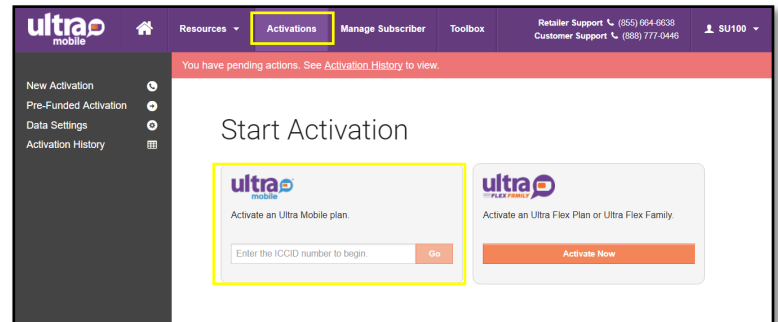 ultra
mobile
Resources
Activations
Manage Subscriber
Toolbox
Retailer Support (855) 664-6638
Customer Support (888) 777-0446
SU100
You have pending actions. See Activation History to view.
New Activation
Pre-Funded Activation
Data Settings
Activation History
Start Activation
ultra
mobile
Activate an Ultra Mobile plan.
Enter the ICCID number to begin.
Go
ultra
FLEX FAMILY
Activate an Ultra Flex Plan or Ultra Flex Family.
Activate Now